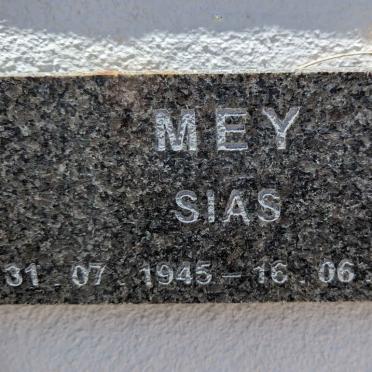 MEY
SIAS
31 . 07 . 1945 – 16 . 06 .